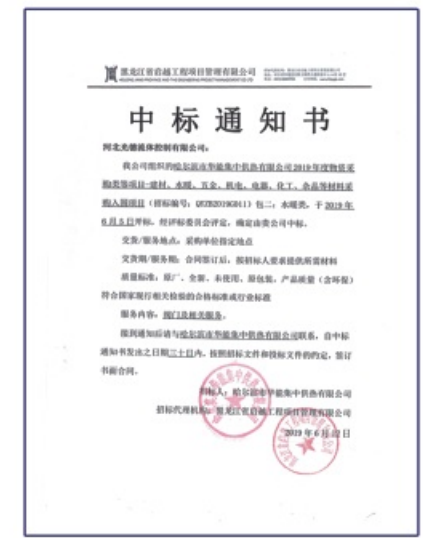 黑龙江省启越工程项目管理有限公司
中标通知书
河北光德流体控制有限公司:
我公司组织的哈尔滨市华能集中供热有限公司2019年度物资采
购类等项目-建材、水暖、五金、机电、电器、化工、杂品等材料采
购入围项目(招标编号:QYZB2019G011)包二:水暖类,于2019年
6月5日开标,经评标委员会评定,确定由贵公司中标。
交货/服务地点:采购单位指定地点
交货期/服务期:合同签订后,按招标人要求提供所需材料
质量标准:原厂、全新、未使用、原包装,产品质量(含环保)
符合国家现行相关检验的合格标准或行业标准
服务内容:阀门及相关服务。
接到通知后请与哈尔滨市华能集中供热有限公司联系,自中标
通知书发出之日期三十日内,按照招标文件和投标文件的约定,签订
书面合同。
招标人:哈尔滨市华能集中供热有限公司
招标代理机构:黑龙江省启越工程项目管理有限公司
2019年6月12日